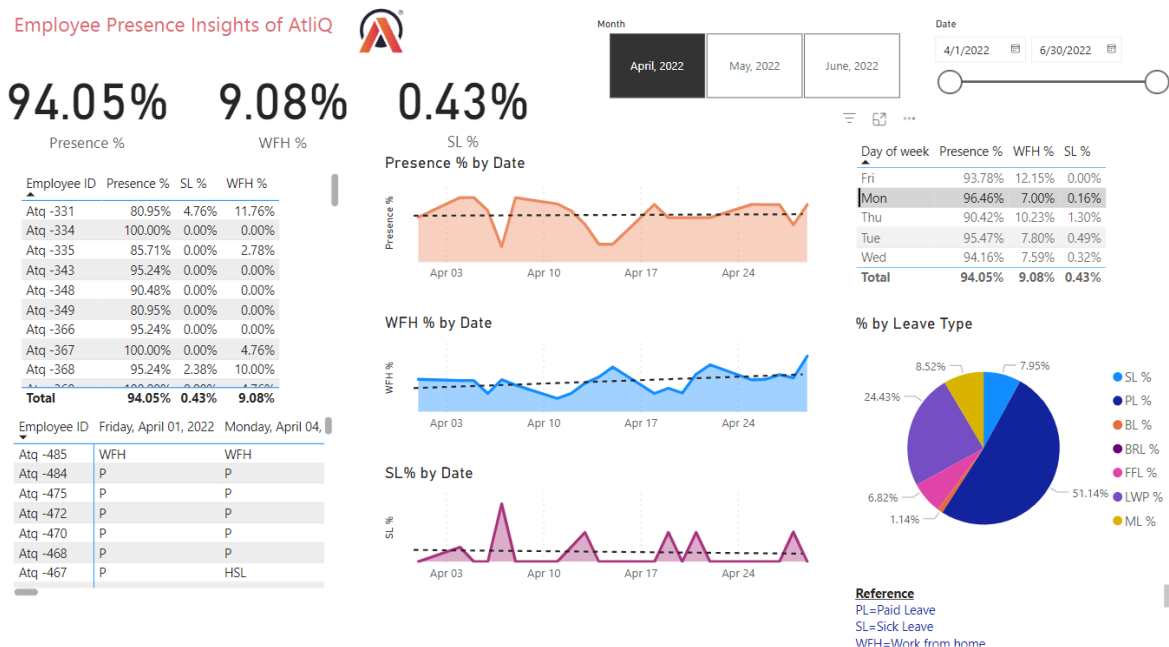 Employee Presence Insights of AtliQ
Month
April, 2022
May, 2022
June, 2022
Date
4/1/2022
6/30/2022
94.05%
Presence %
9.08%
WFH %
0.43%
SL %
Employee ID Presence % SL % WFH %
Atq -331 80.95% 4.76% 11.76%
Atq -334 100.00% 0.00% 0.00%
Atq -335 85.71% 0.00% 2.78%
Atq -343 95.24% 0.00% 0.00%
Atq -348 90.48% 0.00% 0.00%
Atq -349 80.95% 0.00% 0.00%
Atq -366 95.24% 0.00% 0.00%
Atq -367 100.00% 0.00% 4.76%
Atq -368 95.24% 2.38% 10.00%
Total 94.05% 0.43% 9.08%
Employee ID Friday, April 01, 2022 Monday, April 04,
Atq -485 WFH WFH
Atq -484 P P
Atq -475 P P
Atq -472 P P
Atq -470 P P
Atq -468 P P
Atq -467 P HSL
Presence % by Date
Presence %
Apr 03 Apr 10 Apr 17 Apr 24
WFH % by Date
WFH %
Apr 03 Apr 10 Apr 17 Apr 24
SL% by Date
SL %
Apr 03 Apr 10 Apr 17 Apr 24
Day of week Presence % WFH % SL %
Fri 93.78% 12.15% 0.00%
Mon 96.46% 7.00% 0.16%
Thu 90.42% 10.23% 1.30%
Tue 95.47% 7.80% 0.49%
Wed 94.16% 7.59% 0.32%
Total 94.05% 9.08% 0.43%
% by Leave Type
8.52%
7.95%
24.43%
6.82%
1.14%
51.14%
SL %
PL %
BL %
BRL %
FFL %
LWP %
ML %
Reference
PL=Paid Leave
SL=Sick Leave
WFH=Work from home